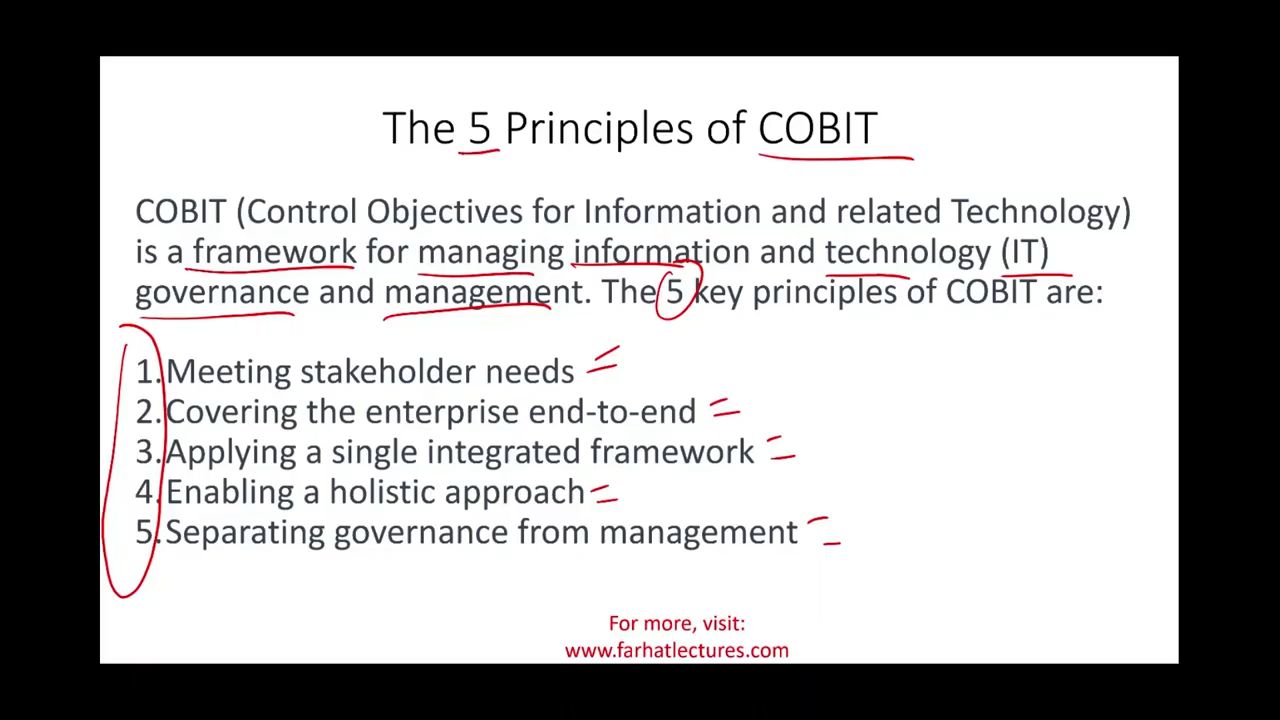 The 5 Principles of COBIT
COBIT (Control Objectives for Information and related Technology)
is a framework for managing information and technology (IT)
governance and management. The 5 key principles of COBIT are:
1.Meeting stakeholder needs
2.Covering the enterprise end-to-end
3.Applying a single integrated framework
4.Enabling a holistic approach
5.Separating governance from management
For more, visit:
www.farhatlectures.com